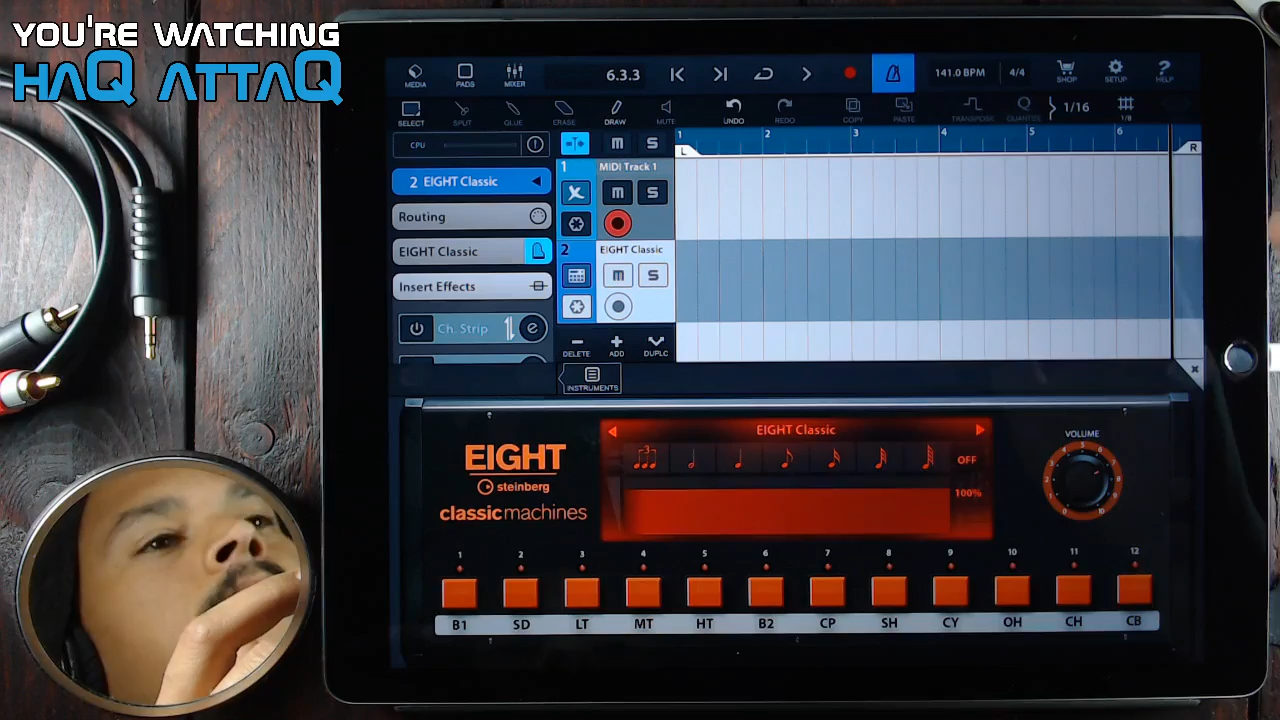 YOU'RE WATCHING
HAQ ATTAQ
MEDIA
PADS
MIXER
6.3.3
141.0 BPM
4/4
SHOP
SETUP
HELP
SELECT
SPLIT
GLUE
ERASE
DRAW
MUTE
UNDO
REDO
COPY
PASTE
TRANSPOSE
QUANTIZE
1/16
1/8
CPU
m
S
1
2
3
4
5
6
L
R
2 EIGHT Classic
Routing
EIGHT Classic
Insert Effects
Ch. Strip
e
1
MIDI Track 1
m
S
2
EIGHT Classic
m
S
DELETE
ADD
DUPLC
INSTRUMENTS
EIGHT
steinberg
classicmachines
EIGHT Classic
OFF
100%
VOLUME
1 2 3 4 5 6 7 8 9 10 11 12
B1 SD LT MT HT B2 CP SH CY OH CH CB